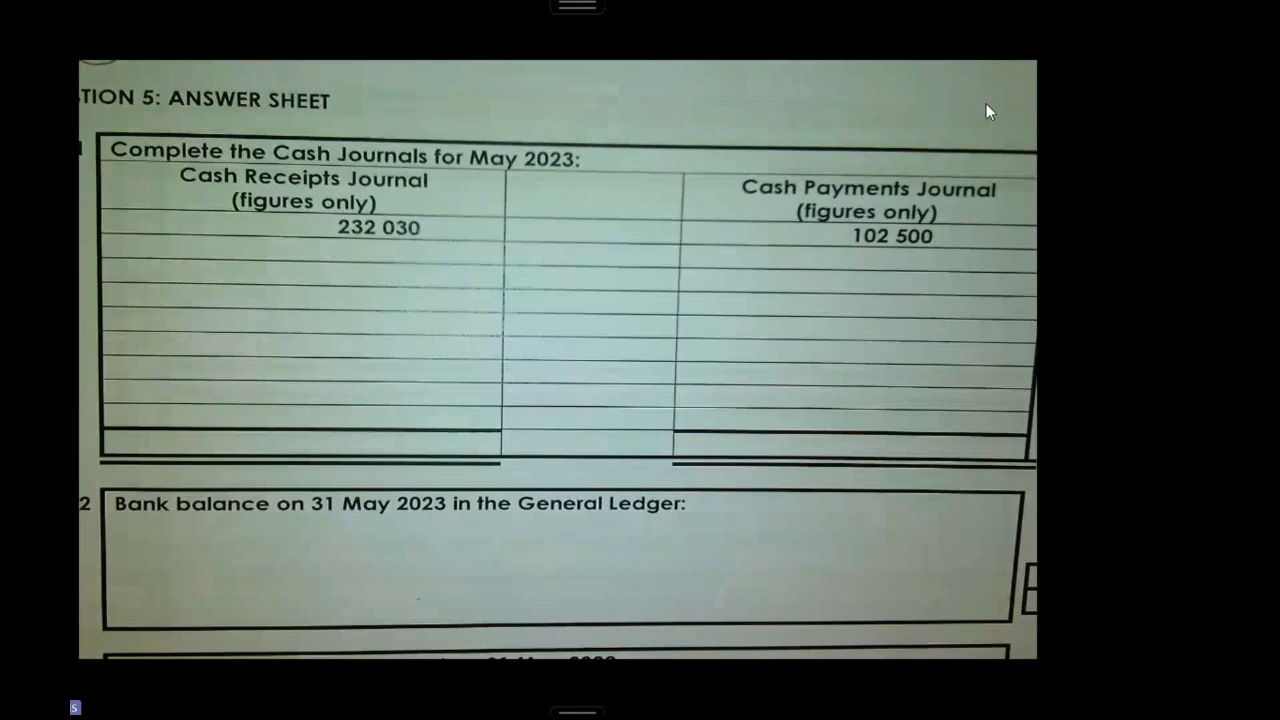 TION 5: ANSWER SHEET
Complete the Cash Journals for May 2023:
Cash Receipts Journal
(figures only)
Cash Payments Journal
(figures only)
232 030
102 500
2 Bank balance on 31 May 2023 in the General Ledger:
s